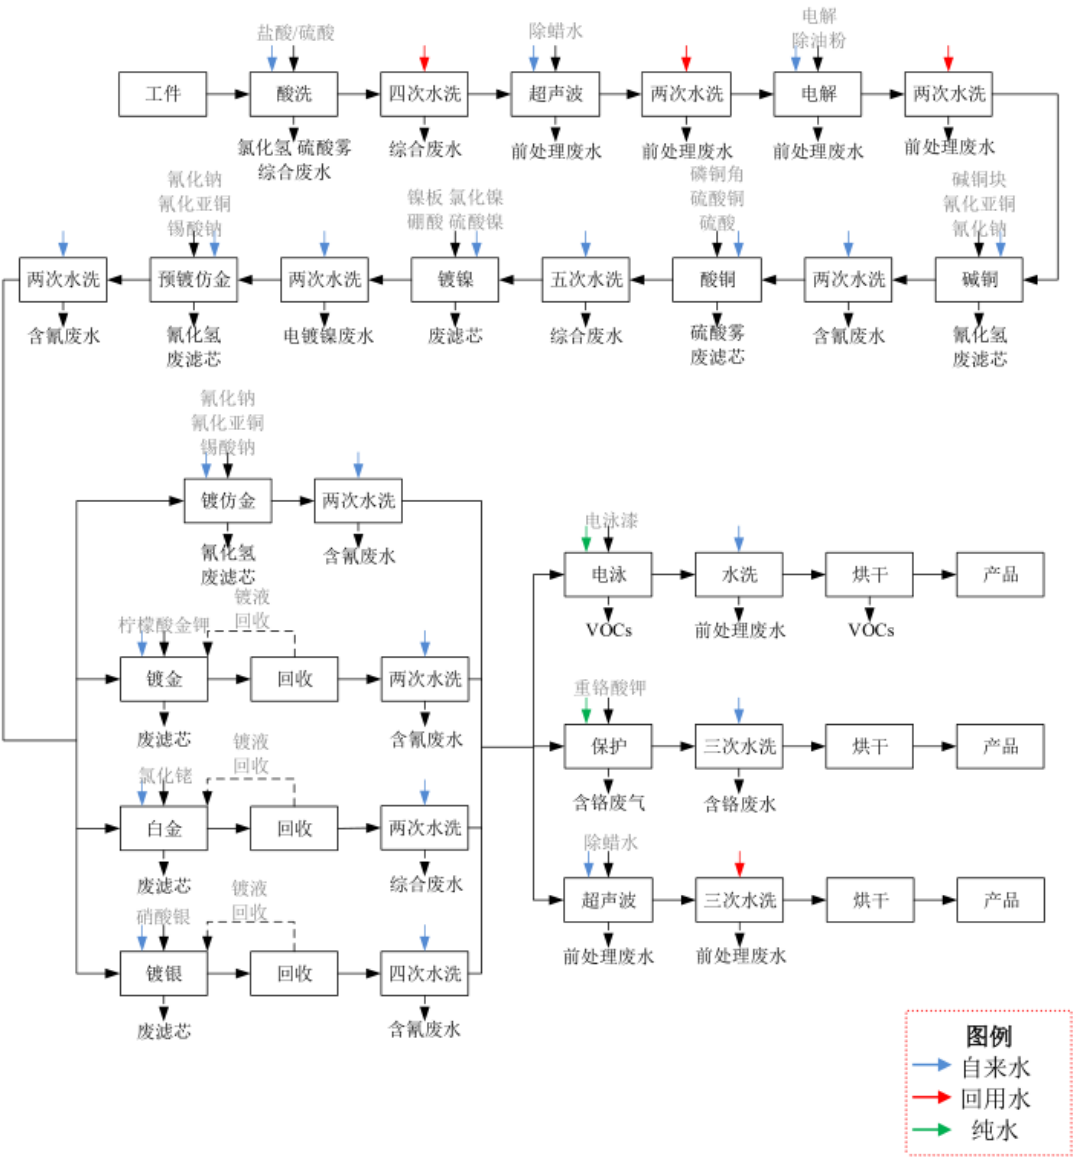 盐酸/硫酸
除蜡水
电解
除油粉
工件
酸洗
四次水洗
超声波
两次水洗
电解
两次水洗
氯化氢 硫酸雾
综合废水
综合废水
前处理废水
前处理废水
前处理废水
前处理废水
氰化钠
氰化亚铜
锡酸钠
镍板 氯化镍
硼酸 硫酸镍
磷铜角
硫酸铜
硫酸
碱铜块
氰化亚铜
氰化钠
两次水洗
预镀仿金
两次水洗
镀镍
五次水洗
酸铜
两次水洗
碱铜
含氰废水
氰化氢
废滤芯
电镀镍废水
废滤芯
综合废水
硫酸雾
废滤芯
含氰废水
氰化氢
废滤芯
氰化钠
氰化亚铜
锡酸钠
镀仿金
两次水洗
氰化氢
废滤芯
含氰废水
柠檬酸金钾
镀液
回收
镀金
回收
两次水洗
废滤芯
含氰废水
氯化铑
镀液
回收
白金
回收
两次水洗
废滤芯
综合废水
硝酸银
镀液
回收
镀银
回收
四次水洗
废滤芯
含氰废水
电泳漆
电泳
水洗
烘干
产品
VOCs
前处理废水
VOCs
重铬酸钾
保护
三次水洗
烘干
产品
含铬废气
含铬废水
除蜡水
超声波
三次水洗
烘干
产品
前处理废水
前处理废水
图例
自来水
回用水
纯水